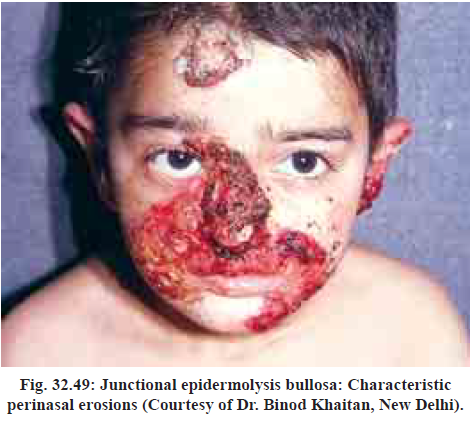 Fig. 32.49: Junctional epidermolysis bullosa: Characteristic
perinasal erosions (Courtesy of Dr. Binod Khaitan, New Delhi).